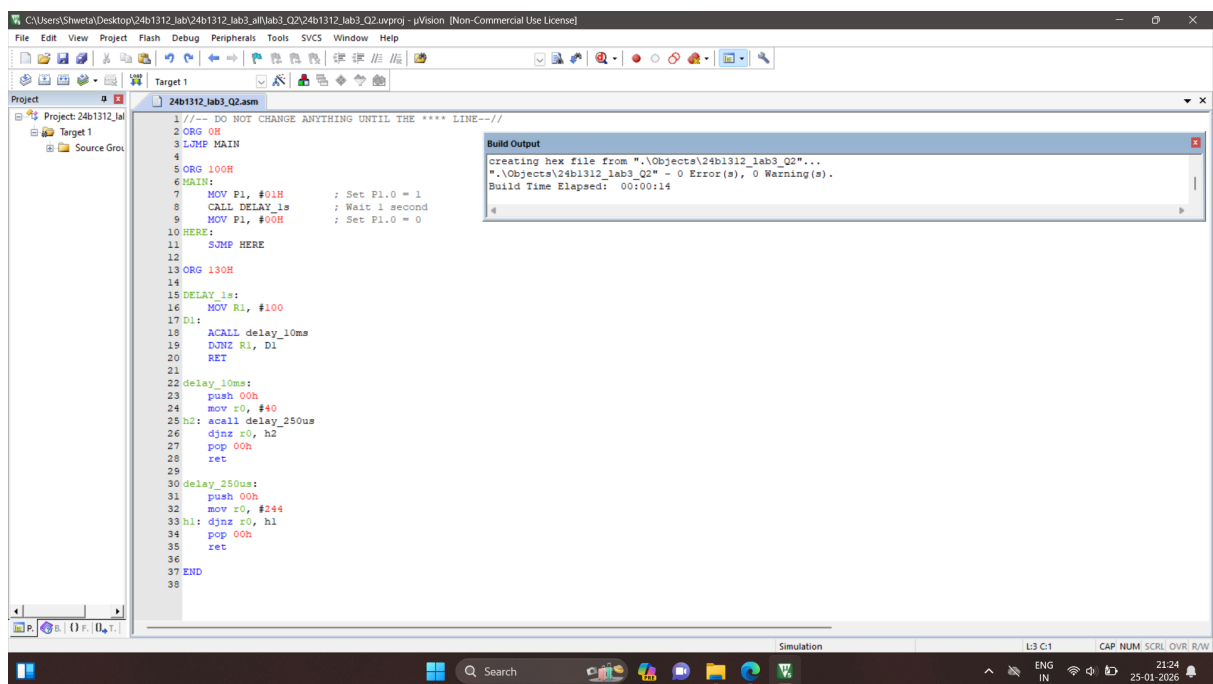 C:\Users\Shweta\Desktop\24b1312_lab\24b1312_lab3_all\lab3_Q2\24b1312_lab3_Q2.uvproj - µVision [Non-Commercial Use License]
File Edit View Project Flash Debug Peripherals Tools SVCS Window Help
LOAD Target 1
Project
24b1312_lab3_Q2.asm
Project: 24b1312_lal
Target 1
Source Grou
1 //-- DO NOT CHANGE ANYTHING UNTIL THE **** LINE--//
2 ORG 0H
3 LJMP MAIN
4
5 ORG 100H
6 MAIN:
7 MOV P1, #01H ; Set P1.0 = 1
8 CALL DELAY_1s ; Wait 1 second
9 MOV P1, #00H ; Set P1.0 = 0
10 HERE:
11 SJMP HERE
12
13 ORG 130H
14
15 DELAY_1s:
16 MOV R1, #100
17 D1:
18 ACALL delay_10ms
19 DJNZ R1, D1
20 RET
21
22 delay_10ms:
23 push 00h
24 mov r0, #40
25 h2: acall delay_250us
26 djnz r0, h2
27 pop 00h
28 ret
29
30 delay_250us:
31 push 00h
32 mov r0, #244
33 h1: djnz r0, h1
34 pop 00h
35 ret
36
37 END
38
Build Output
creating hex file from ".\Objects\24b1312_lab3_Q2"...
".\Objects\24b1312_lab3_Q2" - 0 Error(s), 0 Warning(s).
Build Time Elapsed: 00:00:14
P. B. {} F. 0 T.
Simulation L:3 C:1 CAP NUM SCRL OVR R/W
Search
PRE
ENG
IN
21:24
25-01-2026